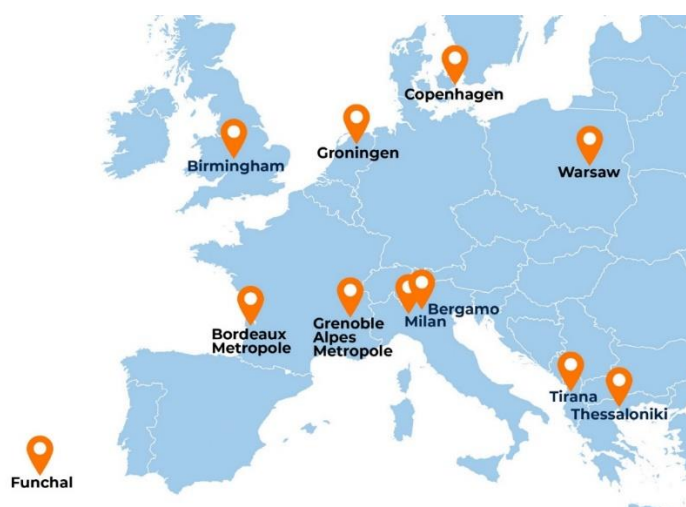 Copenhagen
Groningen
Birmingham
Warsaw
Bergamo
Milan
Grenoble
Alpes
Metropole
Bordeaux
Metropole
Tirana
Thessaloniki
Funchal